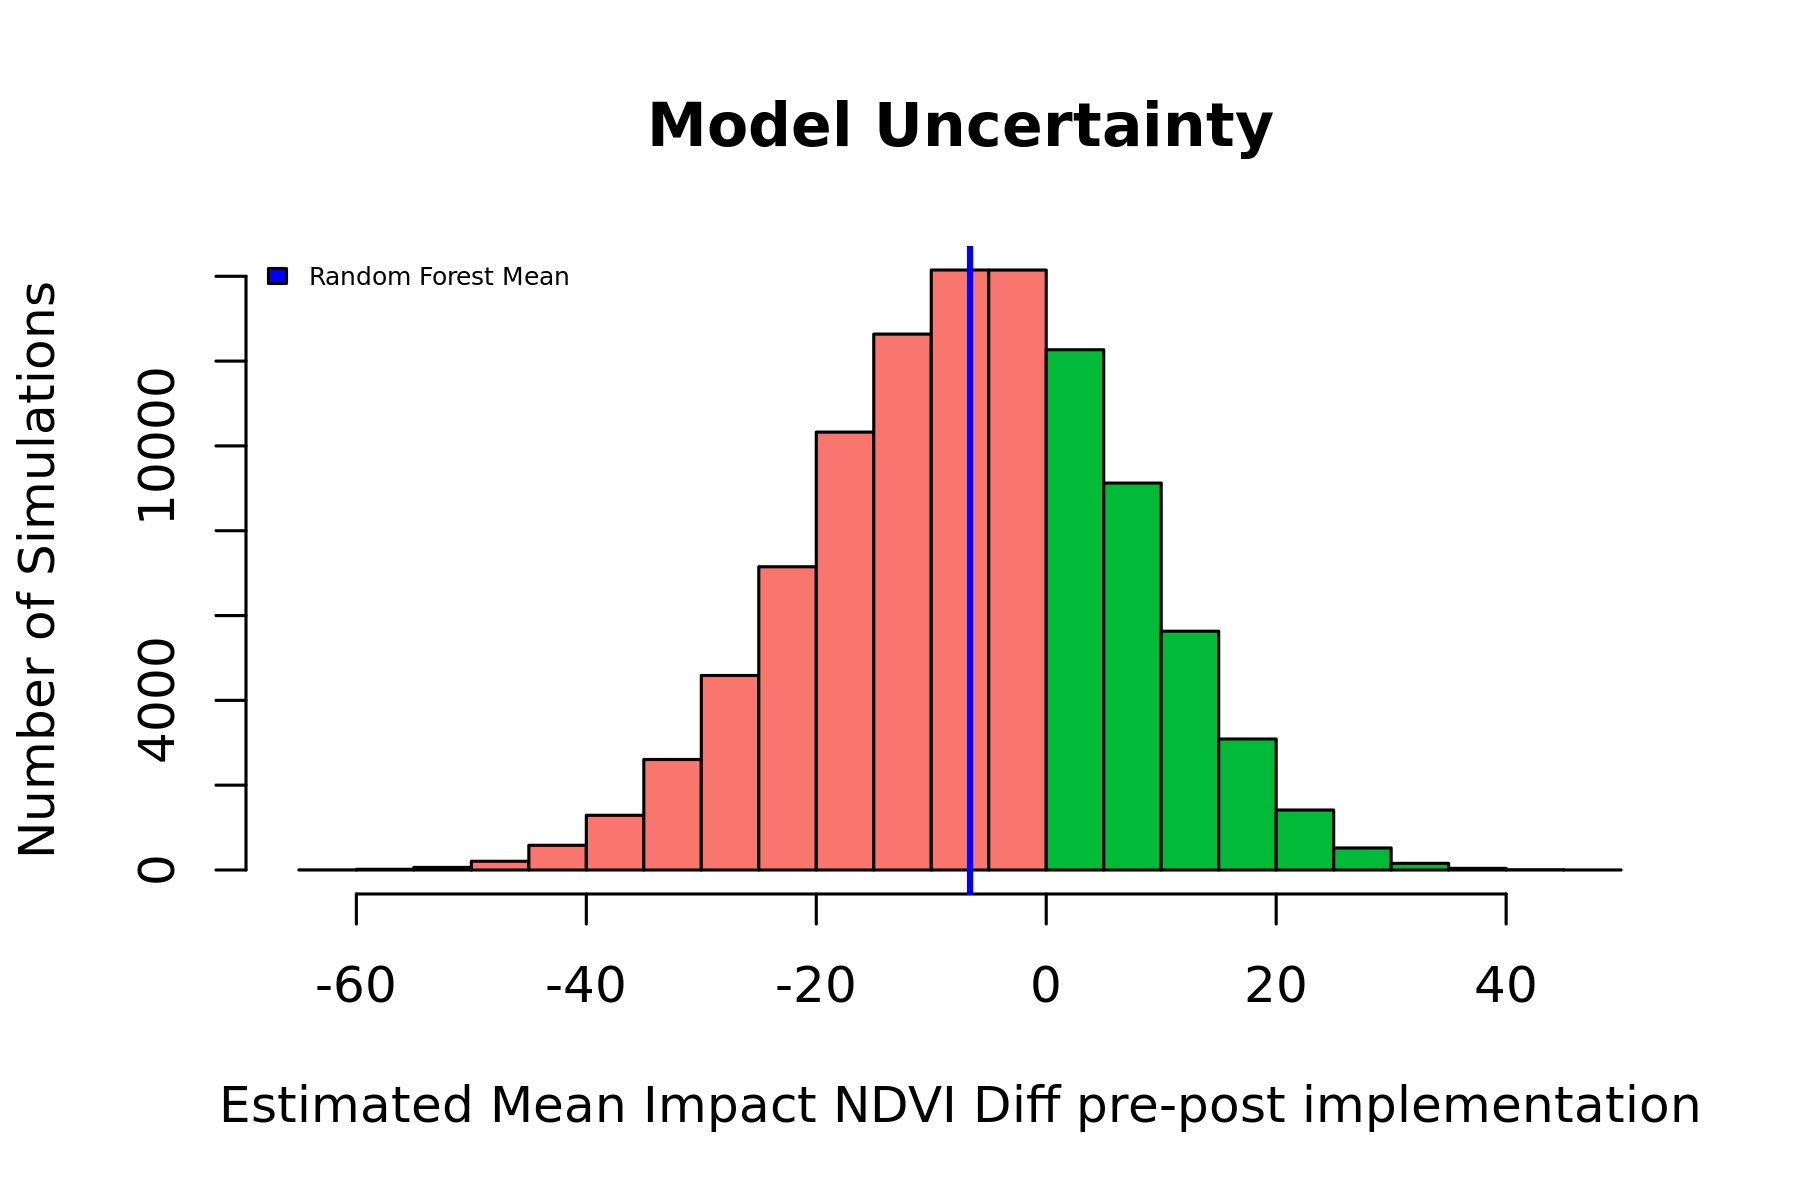 Model Uncertainty
Random Forest Mean
Number of Simulations
10000
4000
0
-60 -40 -20 0 20 40
Estimated Mean Impact NDVI Diff pre-post implementation